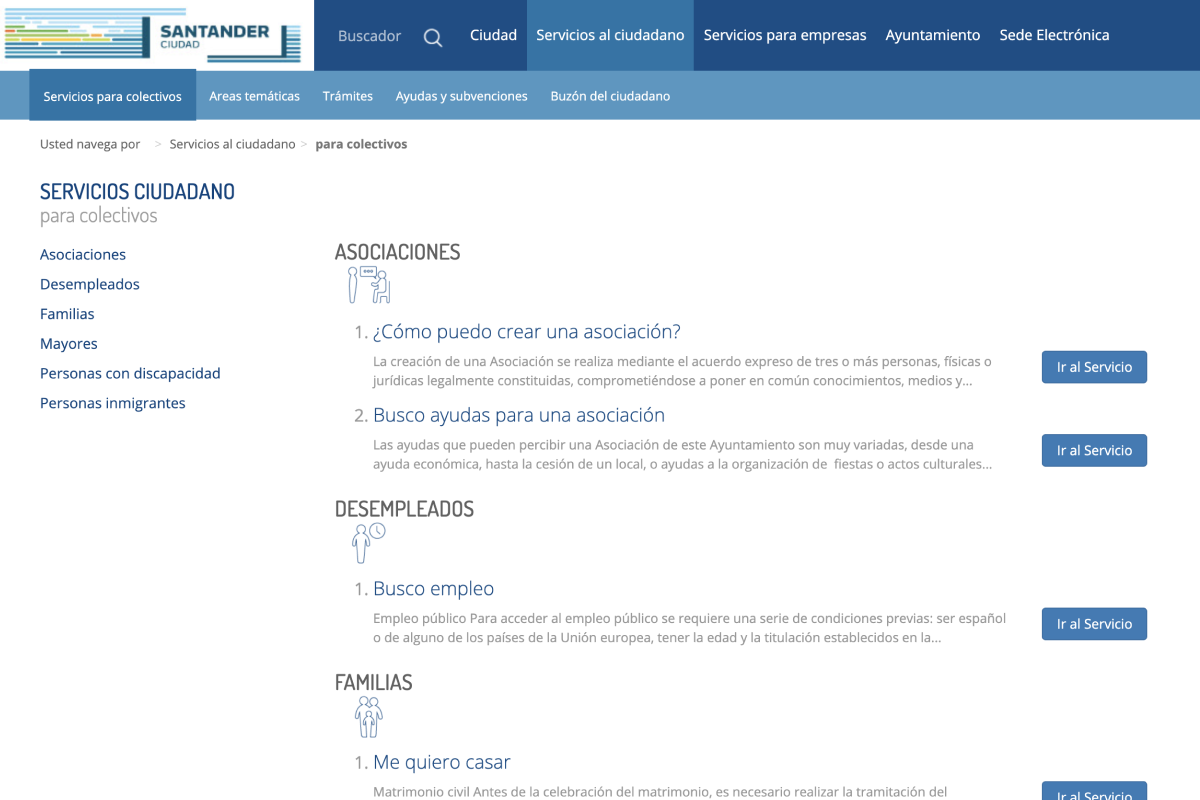 SANTANDER
CIUDAD
Buscador
Ciudad
Servicios al ciudadano
Servicios para empresas
Ayuntamiento
Sede Electrónica
Servicios para colectivos
Areas temáticas
Trámites
Ayudas y subvenciones
Buzón del ciudadano
Usted navega por > Servicios al ciudadano > para colectivos
SERVICIOS CIUDADANO
para colectivos
Asociaciones
Desempleados
Familias
Mayores
Personas con discapacidad
Personas inmigrantes
ASOCIACIONES
1. ¿Cómo puedo crear una asociación?
La creación de una Asociación se realiza mediante el acuerdo expreso de tres o más personas, físicas o
jurídicas legalmente constituidas, comprometiéndose a poner en común conocimientos, medios y...
Ir al Servicio
2. Busco ayudas para una asociación
Las ayudas que pueden percibir una Asociación de este Ayuntamiento son muy variadas, desde una
ayuda económica, hasta la cesión de un local, o ayudas a la organización de fiestas o actos culturales...
Ir al Servicio
DESEMPLEADOS
1. Busco empleo
Empleo público Para acceder al empleo público se requiere una serie de condiciones previas: ser español
o de alguno de los países de la Unión europea, tener la edad y la titulación establecidos en la...
Ir al Servicio
FAMILIAS
1. Me quiero casar
Matrimonio civil Antes de la celebración del matrimonio, es necesario realizar la tramitación del
Ir al Servicio